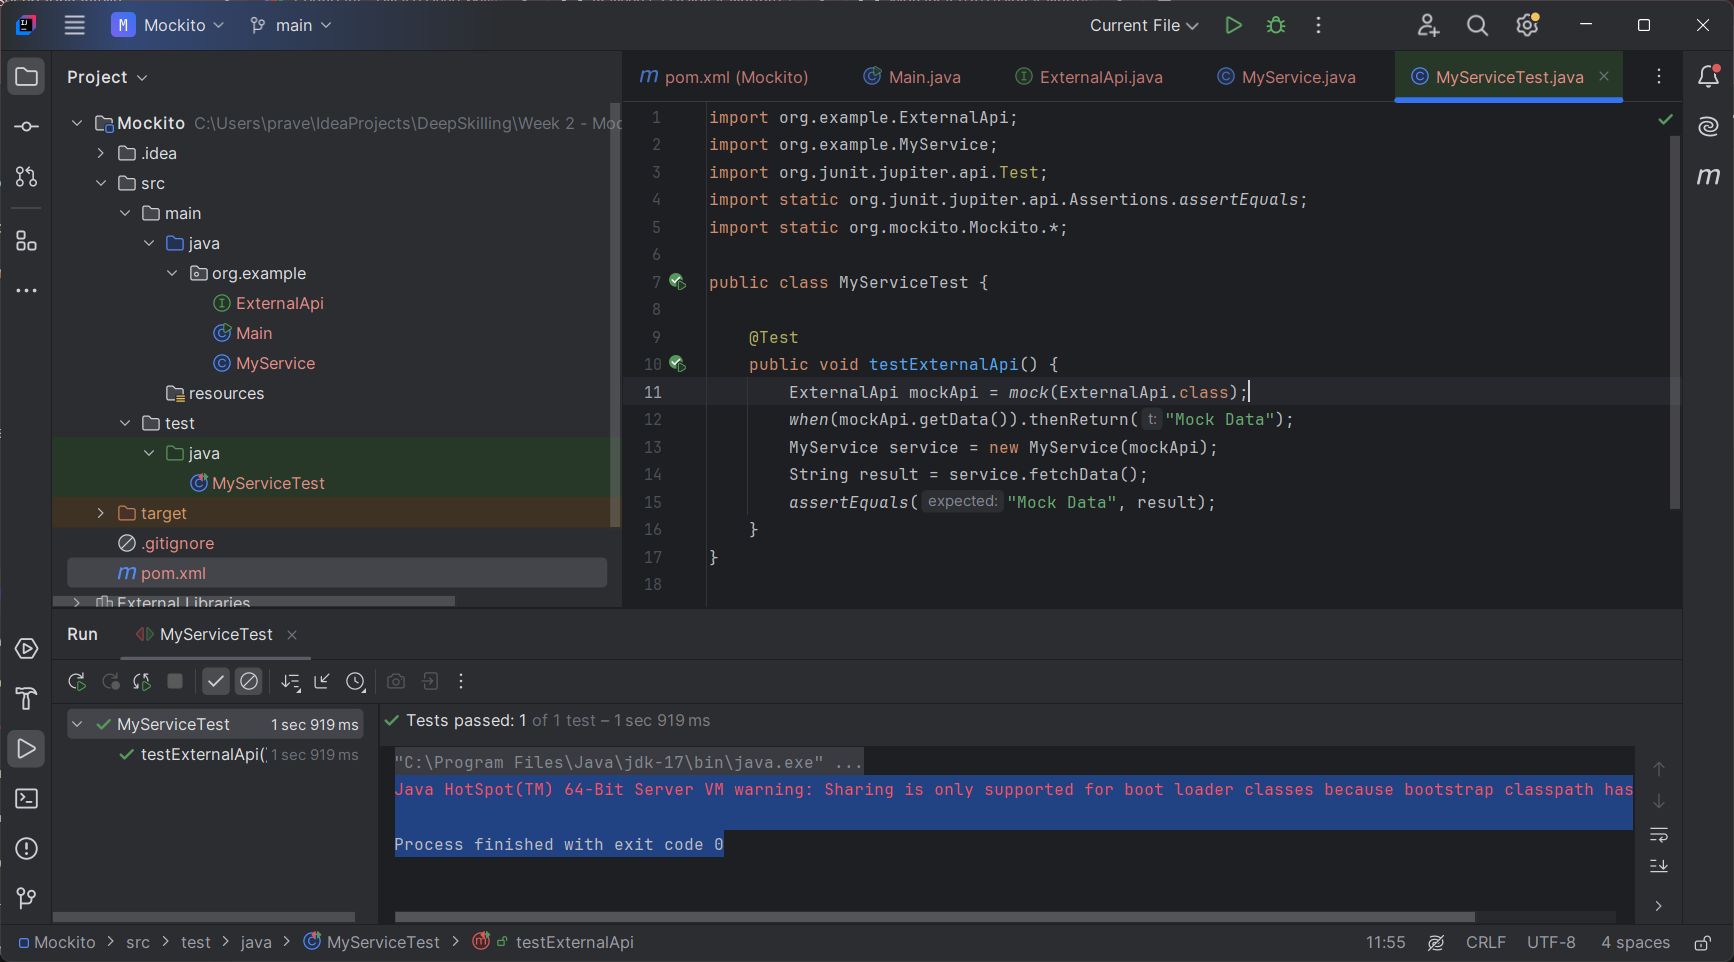 M Mockito main Current File
Project
Mockito C:\Users\prave\IdeaProjects\DeepSkilling\Week 2 - Moc
.idea
src
main
java
org.example
ExternalApi
Main
MyService
resources
test
java
MyServiceTest
target
.gitignore
pom.xml
External Libraries
pom.xml (Mockito) Main.java ExternalApi.java MyService.java MyServiceTest.java
1 import org.example.ExternalApi;
2 import org.example.MyService;
3 import org.junit.jupiter.api.Test;
4 import static org.junit.jupiter.api.Assertions.assertEquals;
5 import static org.mockito.Mockito.*;
6
7 public class MyServiceTest {
8
9 @Test
10 public void testExternalApi() {
11 ExternalApi mockApi = mock(ExternalApi.class);
12 when(mockApi.getData()).thenReturn( t: "Mock Data");
13 MyService service = new MyService(mockApi);
14 String result = service.fetchData();
15 assertEquals( expected: "Mock Data", result);
16 }
17 }
18
Run MyServiceTest
MyServiceTest 1 sec 919 ms
testExternalApi( 1 sec 919 ms
Tests passed: 1 of 1 test – 1 sec 919 ms
"C:\Program Files\Java\jdk-17\bin\java.exe" ...
Java HotSpot(TM) 64-Bit Server VM warning: Sharing is only supported for boot loader classes because bootstrap classpath has
Process finished with exit code 0
Mockito > src > test > java > MyServiceTest > testExternalApi 11:55 CRLF UTF-8 4 spaces